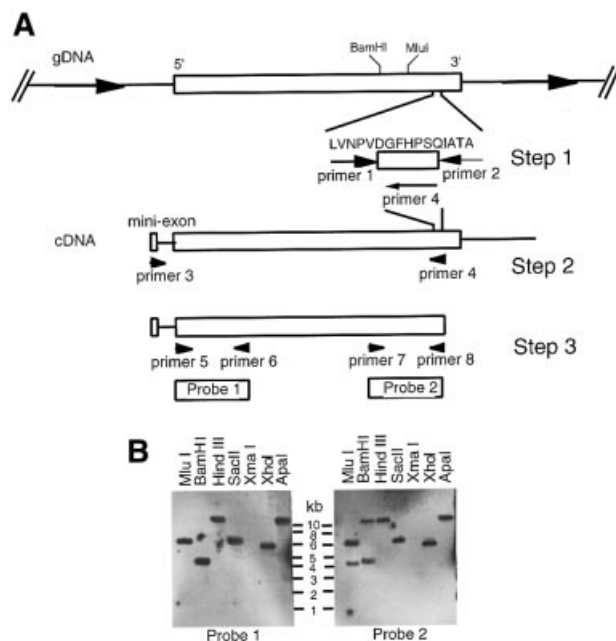 A
gDNA
5'
BamHI
MluI
3'
LVNPVDGFHPSQIATA
Step 1
primer 1
primer 2
primer 4
mini-exon
cDNA
primer 3
primer 4
Step 2
primer 5
primer 6
primer 7
primer 8
Step 3
Probe 1
Probe 2
B
Mlu I
BamHI
Hind III
SacII
Xma I
XhoI
ApaI
kb
10
8
6
5
4
3
2
1
Mlu I
BamHI
Hind III
SacII
Xma I
XhoI
ApaI
Probe 1
Probe 2